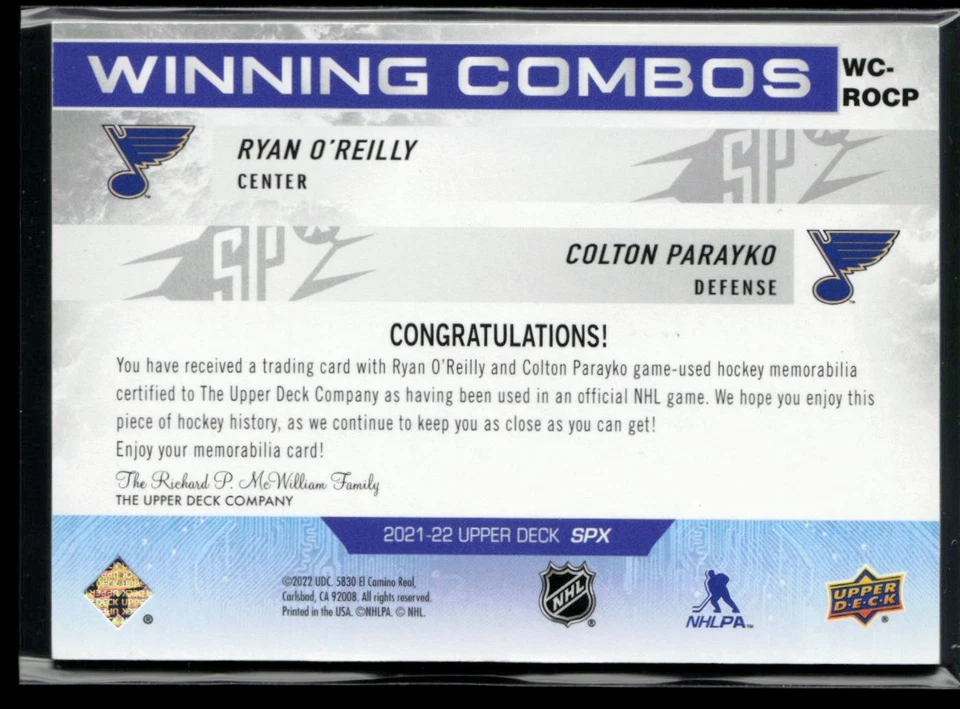 WINNING COMBOS
WC-
ROCP
RYAN O'REILLY
CENTER
SPX
SPX
COLTON PARAYKO
DEFENSE
CONGRATULATIONS!
You have received a trading card with Ryan O'Reilly and Colton Parayko game-used hockey memorabilia
certified to The Upper Deck Company as having been used in an official NHL game. We hope you enjoy this
piece of hockey history, as we continue to keep you as close as you can get!
Enjoy your memorabilia card!
The Richard P. McWilliam Family
THE UPPER DECK COMPANY
2021-22 UPPER DECK SPX
©2022 UDC. 5830 El Camino Real,
Carlsbad, CA 92008. All rights reserved.
Printed in the USA. ©NHLPA. © NHL.
®
NHL
®
NHLPA™
UPPER
D·E·C·K
®